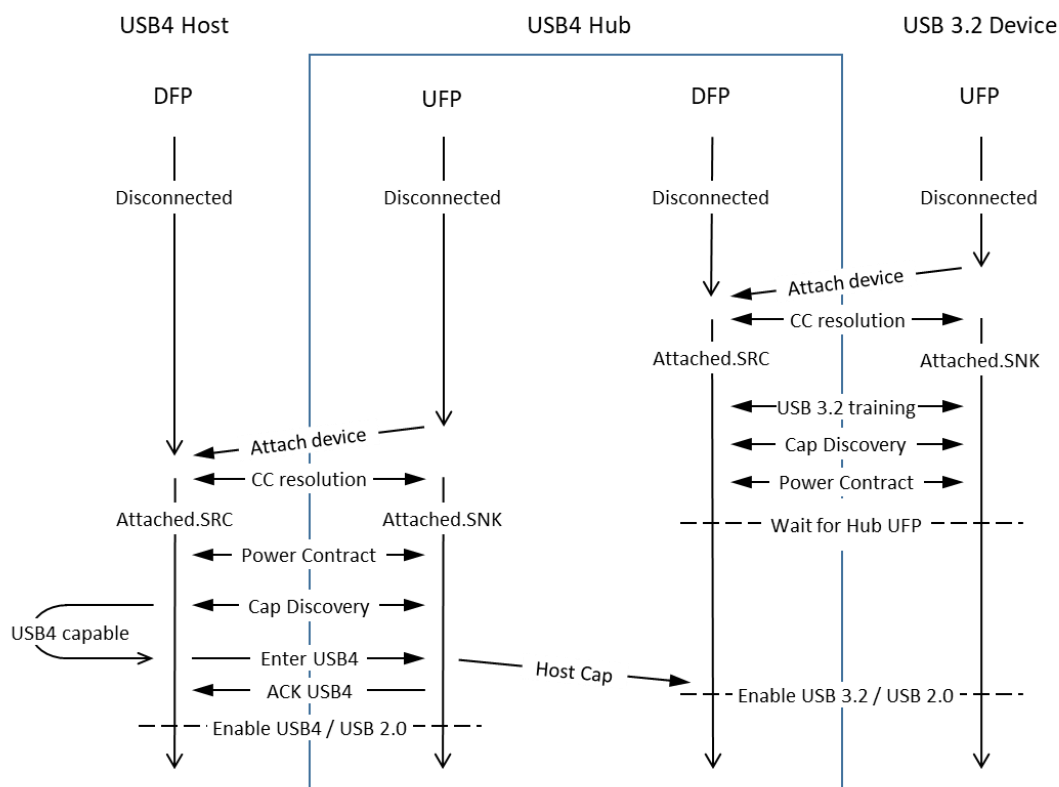 USB4 Host
USB4 Hub
USB 3.2 Device
DFP
UFP
DFP
UFP
Disconnected
Disconnected
Disconnected
Disconnected
Attach device
CC resolution
Attached.SRC
Attached.SNK
USB 3.2 training
Cap Discovery
Power Contract
Wait for Hub UFP
Attach device
CC resolution
Attached.SRC
Attached.SNK
Power Contract
Cap Discovery
USB4 capable
Enter USB4
Host Cap
ACK USB4
Enable USB 3.2 / USB 2.0
Enable USB4 / USB 2.0